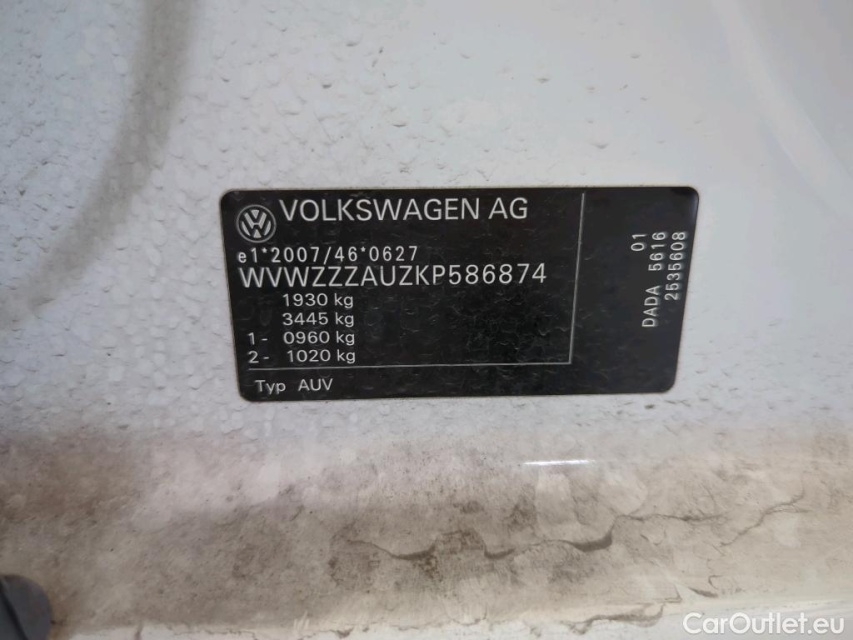 VOLKSWAGEN AG
e1*2007/46*0627
WVWZZZAUZKP586874
1930 kg
3445 kg
1- 0960 kg
2- 1020 kg
Typ AUV
01
DADA 5616
2535608
CarOutlet.eu